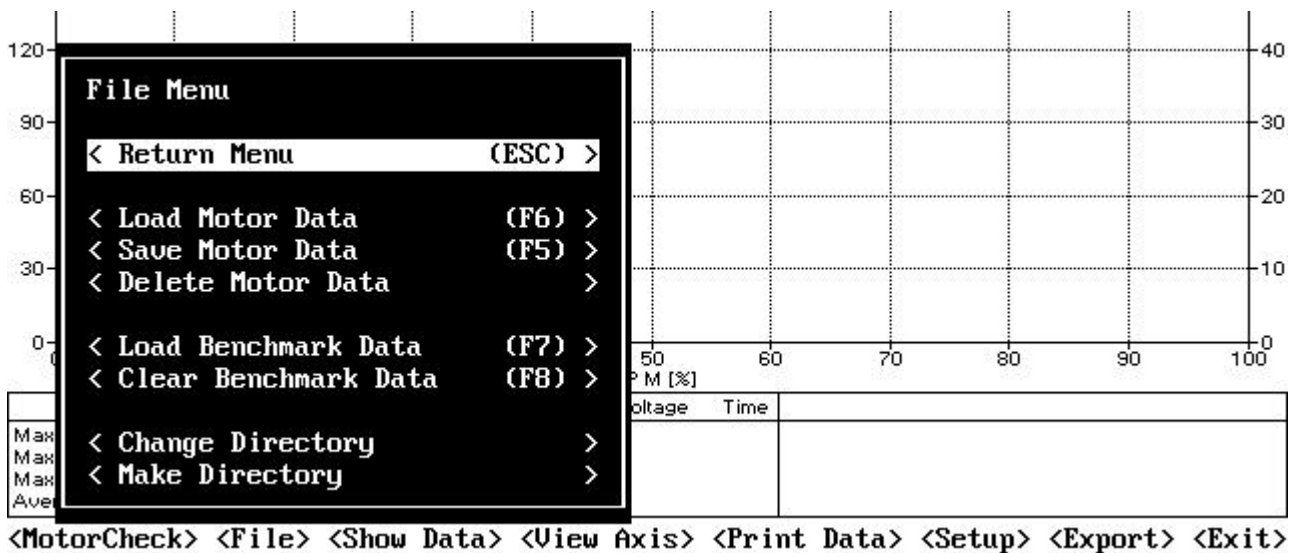 120
40
File Menu
90
30
< Return Menu (ESC) >
60
20
< Load Motor Data (F6) >
< Save Motor Data (F5) >
30
10
< Delete Motor Data >
0
0
< Load Benchmark Data (F7) >
50 60 70 80 90 100
< Clear Benchmark Data (F8) >
P M [%]
oltage Time
Max
< Change Directory >
Max
Max
< Make Directory >
Aver
<MotorCheck> <File> <Show Data> <View Axis> <Print Data> <Setup> <Export> <Exit>